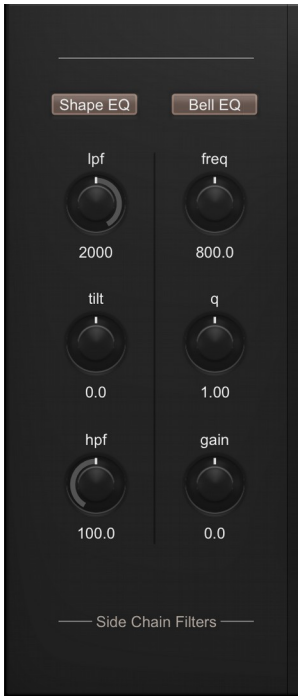 Shape EQ
Bell EQ
lpf
freq
2000
800.0
tilt
q
0.0
1.00
hpf
gain
100.0
0.0
Side Chain Filters